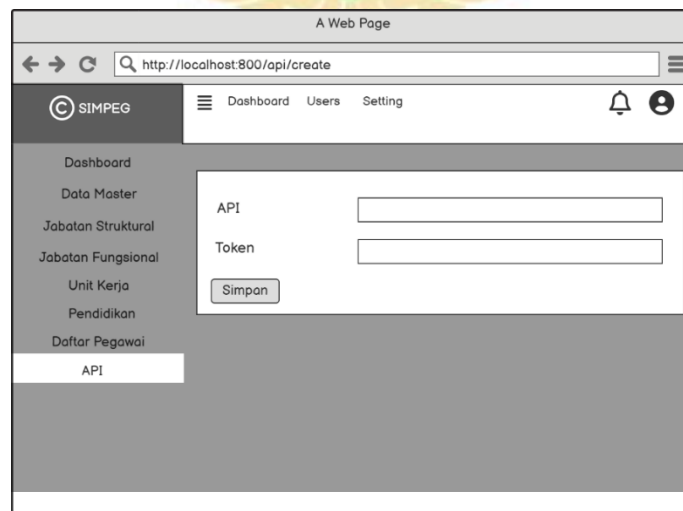 A Web Page
http://localhost:800/api/create
© SIMPEG
Dashboard Users Setting
Dashboard
Data Master
Jabatan Struktural
Jabatan Fungsional
Unit Kerja
Pendidikan
Daftar Pegawai
API
API
Token
Simpan